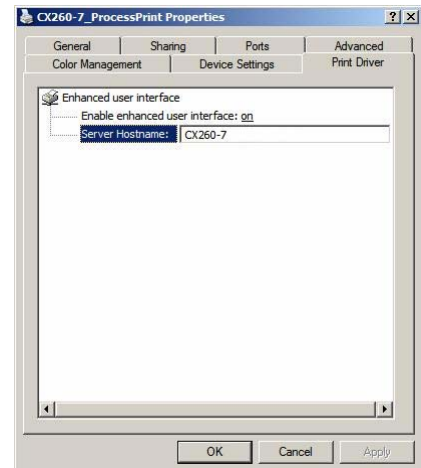 CX260-7_ProcessPrint Properties
General Sharing Ports Advanced
Color Management Device Settings Print Driver
Enhanced user interface
Enable enhanced user interface: on
Server Hostname: CX260-7
OK Cancel Apply